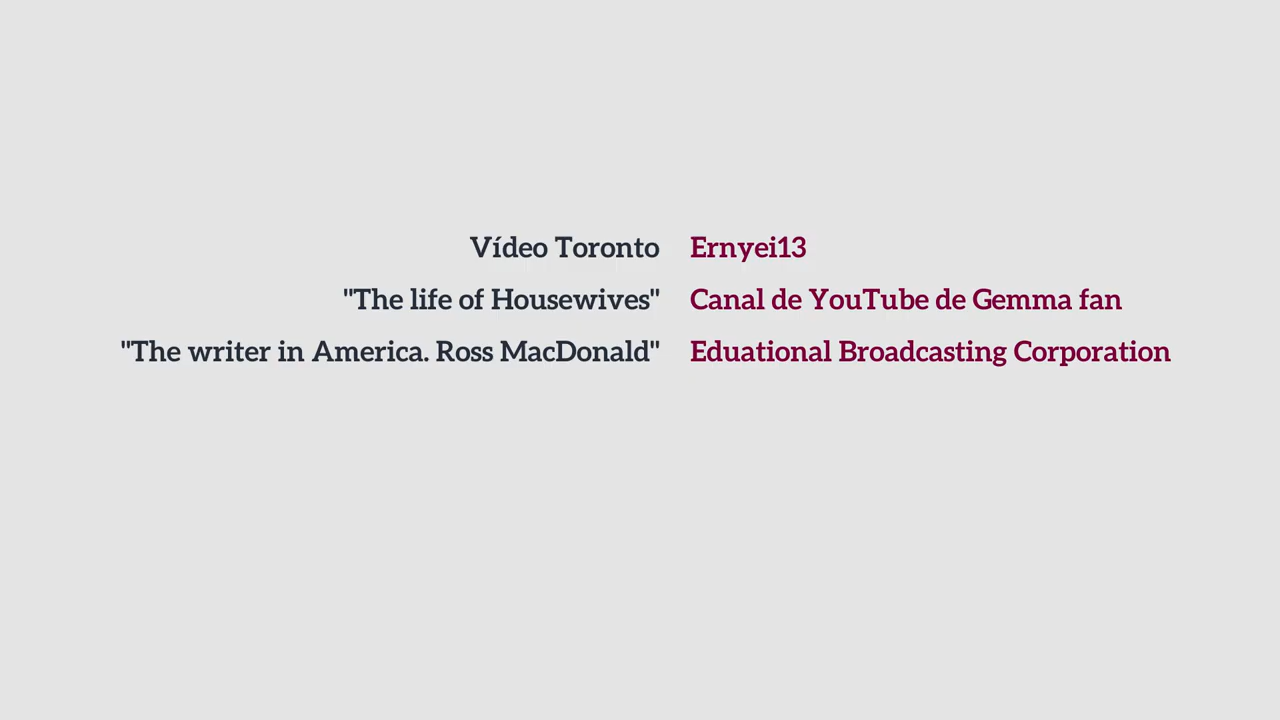 Vídeo Toronto Ernyei13
"The life of Housewives" Canal de YouTube de Gemma fan
"The writer in America. Ross MacDonald" Eduational Broadcasting Corporation